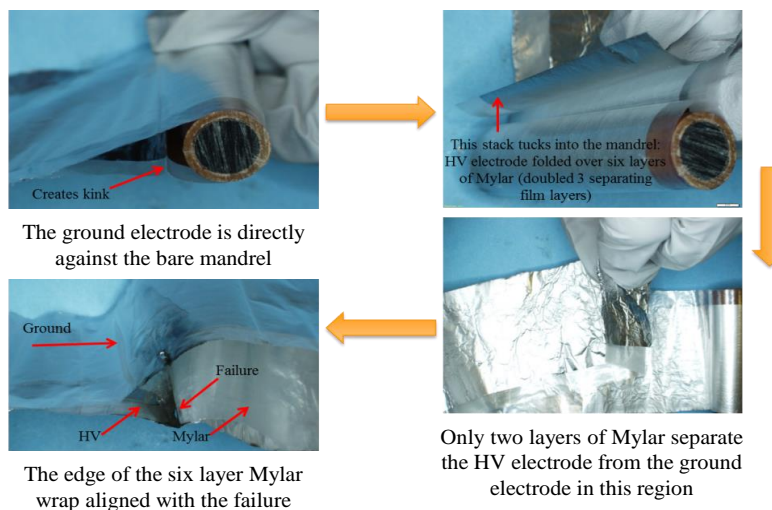 Creates kink
The ground electrode is directly
against the bare mandrel
This stack tucks into the mandrel:
HV electrode folded over six layers
of Mylar (doubled 3 separating
film layers)
Only two layers of Mylar separate
the HV electrode from the ground
electrode in this region
Ground
Failure
HV
Mylar
The edge of the six layer Mylar
wrap aligned with the failure